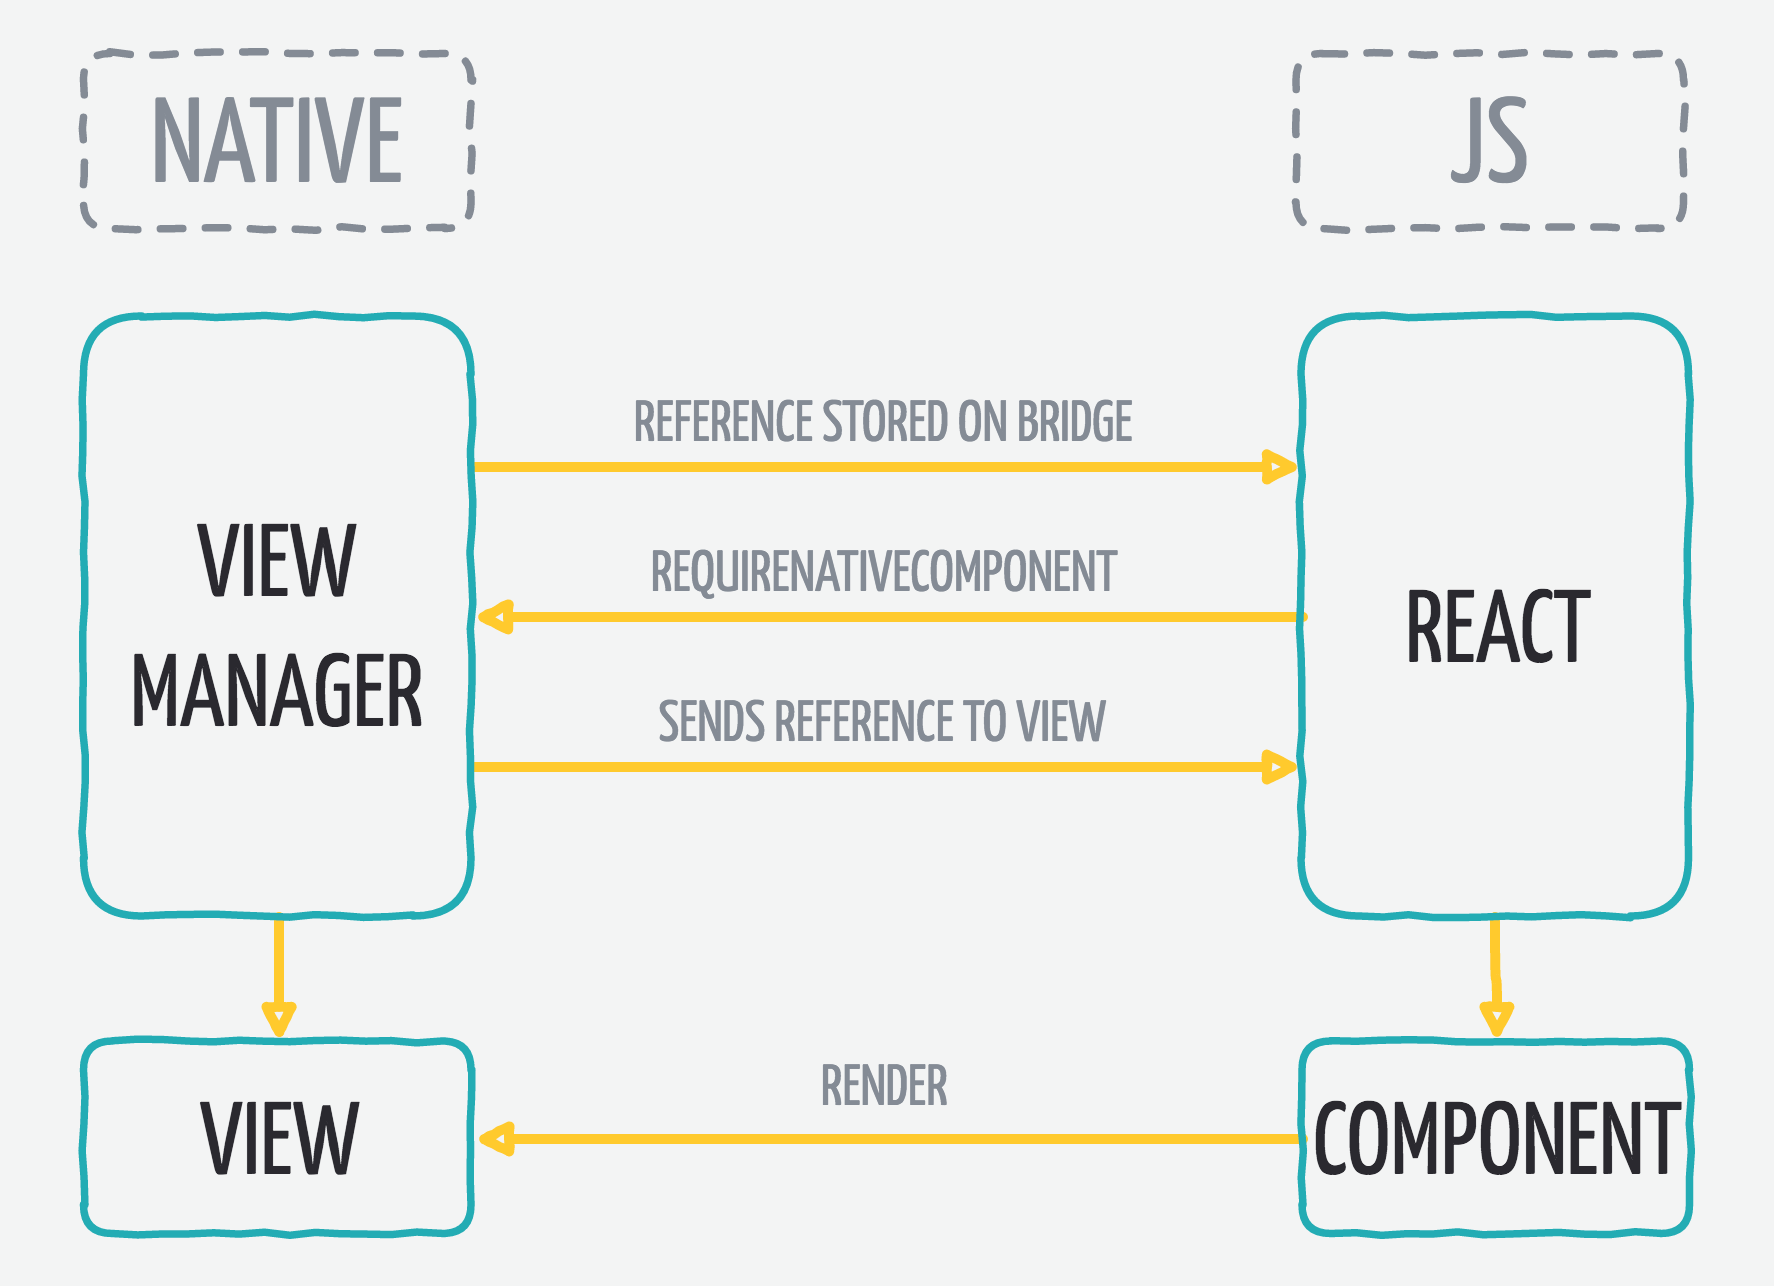 NATIVE
JS
REFERENCE STORED ON BRIDGE
REQUIRENATIVECOMPONENT
SENDS REFERENCE TO VIEW
VIEW
MANAGER
REACT
RENDER
VIEW
COMPONENT